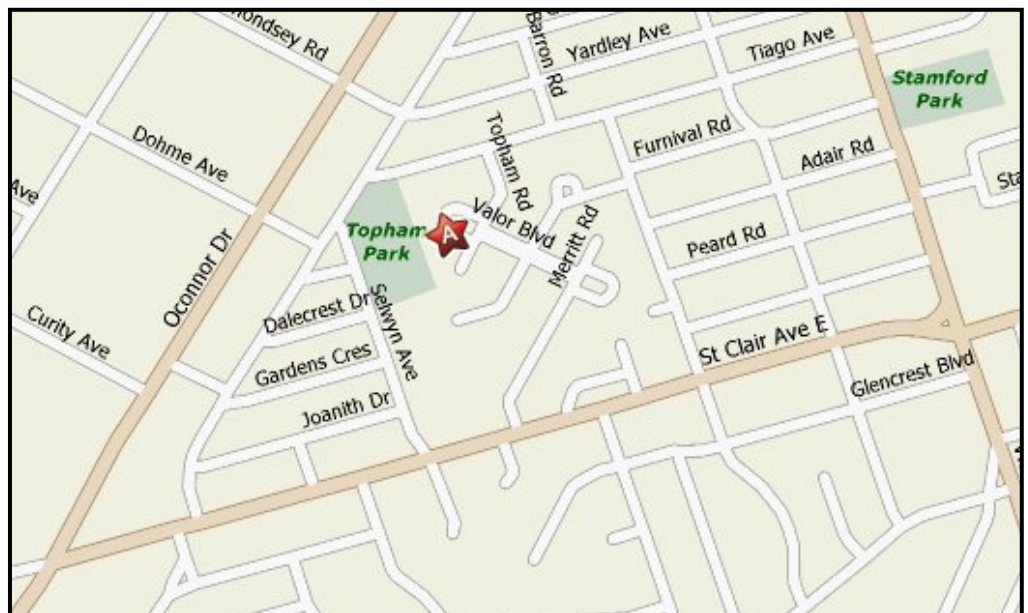 mondsey Rd
Barron Rd
Yardley Ave
Tiago Ave
Stamford
Park
Dohme Ave
Topham Rd
Furnival Rd
Adair Rd
Ave
Sta
Valor Blvd
Topham
Park
A
Merritt Rd
Peard Rd
Oconnor Dr
Selwyn Ave
Dalecrest Dr
Curity Ave
Gardens Cres
St Clair Ave E
Glencrest Blvd
Joanith Dr